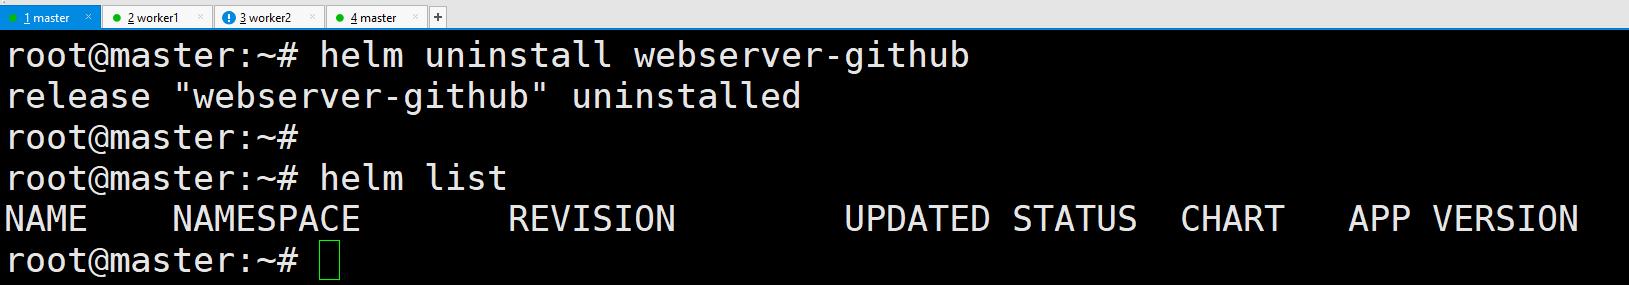 1 master × 2 worker1 × 3 worker2 × 4 master × +
root@master:~# helm uninstall webserver-github
release "webserver-github" uninstalled
root@master:~#
root@master:~# helm list
NAME NAMESPACE REVISION UPDATED STATUS CHART APP VERSION
root@master:~#